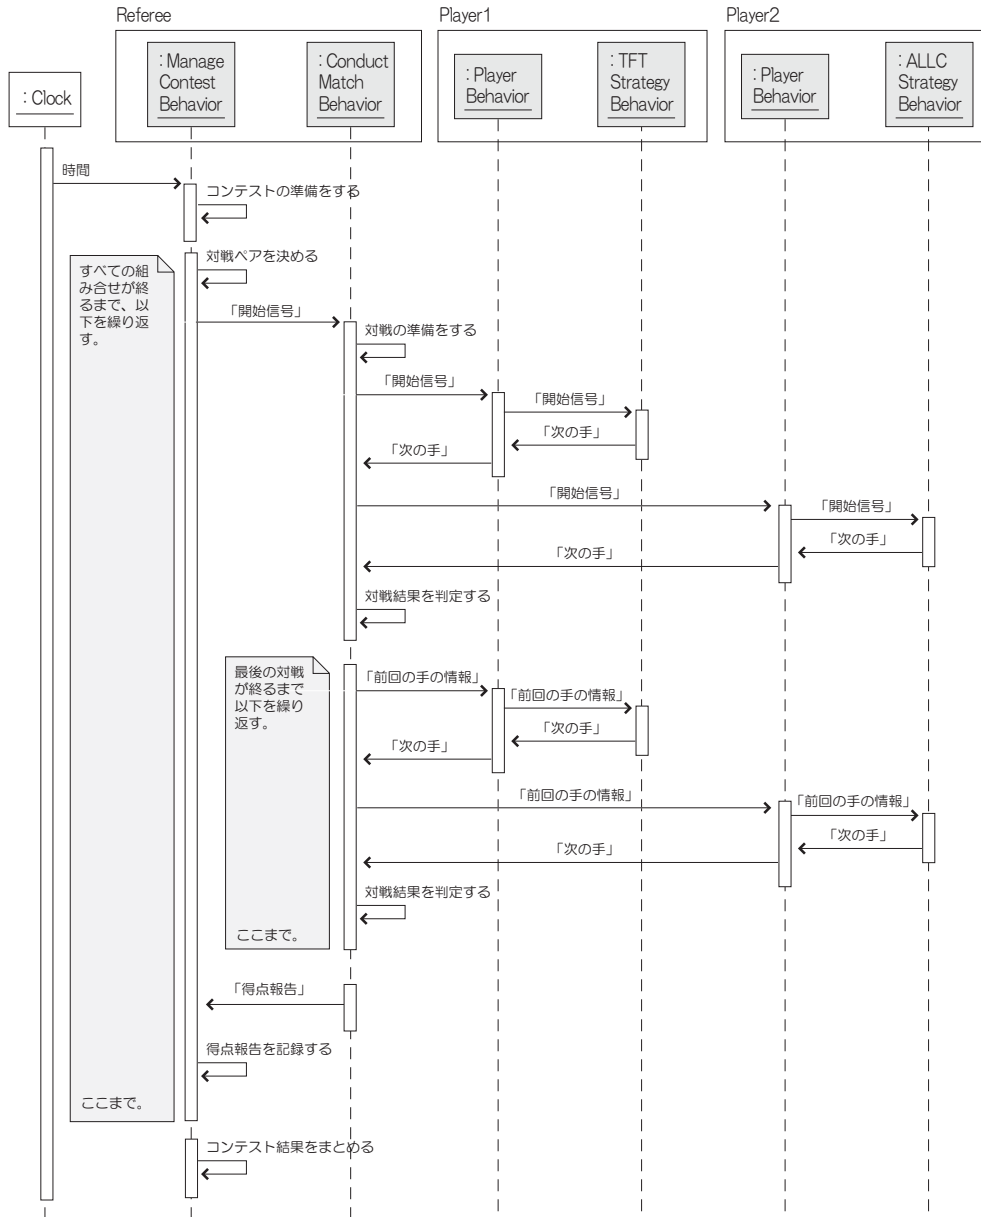 Referee
Player1
Player2
: Clock
: Manage
Contest
Behavior
: Conduct
Match
Behavior
: Player
Behavior
: TFT
Strategy
Behavior
: Player
Behavior
: ALLC
Strategy
Behavior
時間
コンテストの準備をする
対戦ペアを決める
すべての組
み合せが終
るまで、以
下を繰り返
す。
「開始信号」
対戦の準備をする
「開始信号」
「開始信号」
「次の手」
「次の手」
「開始信号」
「開始信号」
「次の手」
「次の手」
対戦結果を判定する
最後の対戦
が終るまで
以下を繰り
返す。
「前回の手の情報」
「前回の手の情報」
「次の手」
「次の手」
「前回の手の情報」
「前回の手の情報」
「次の手」
「次の手」
対戦結果を判定する
ここまで。
「得点報告」
得点報告を記録する
ここまで。
コンテスト結果をまとめる